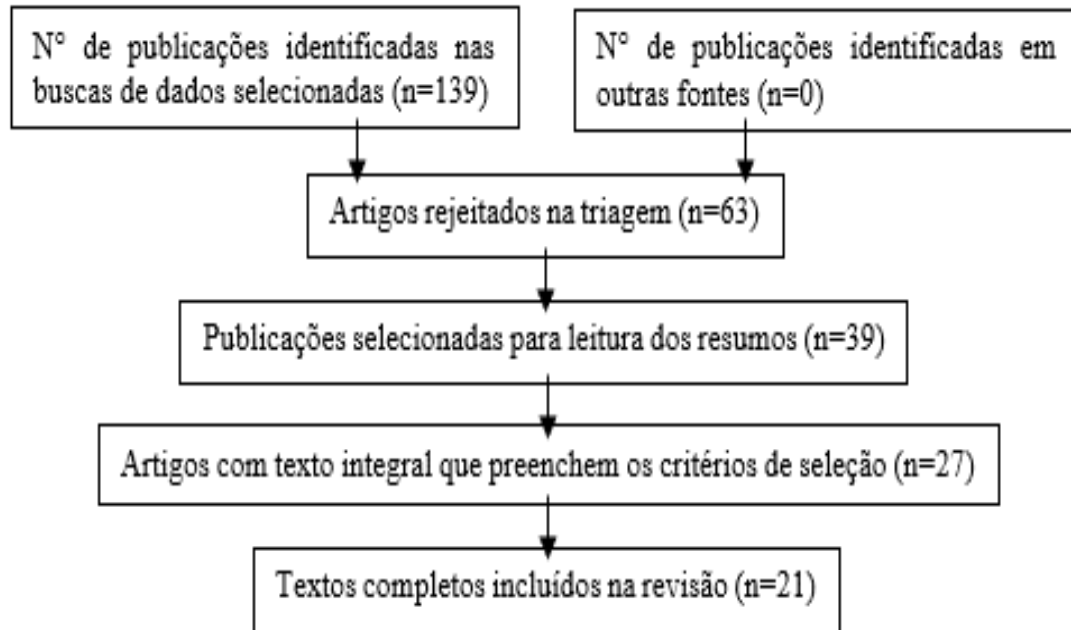 N° de publicações identificadas nas
buscas de dados selecionadas (n=139)
N° de publicações identificadas em
outras fontes (n=0)
Artigos rejeitados na triagem (n=63)
Publicações selecionadas para leitura dos resumos (n=39)
Artigos com texto integral que preenchem os critérios de seleção (n=27)
Textos completos incluídos na revisão (n=21)